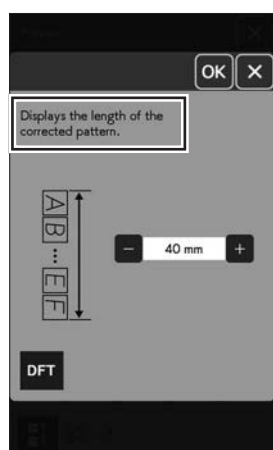 OK ×
Displays the length of the
corrected pattern.
A B ... E F
− 40 mm +
DFT